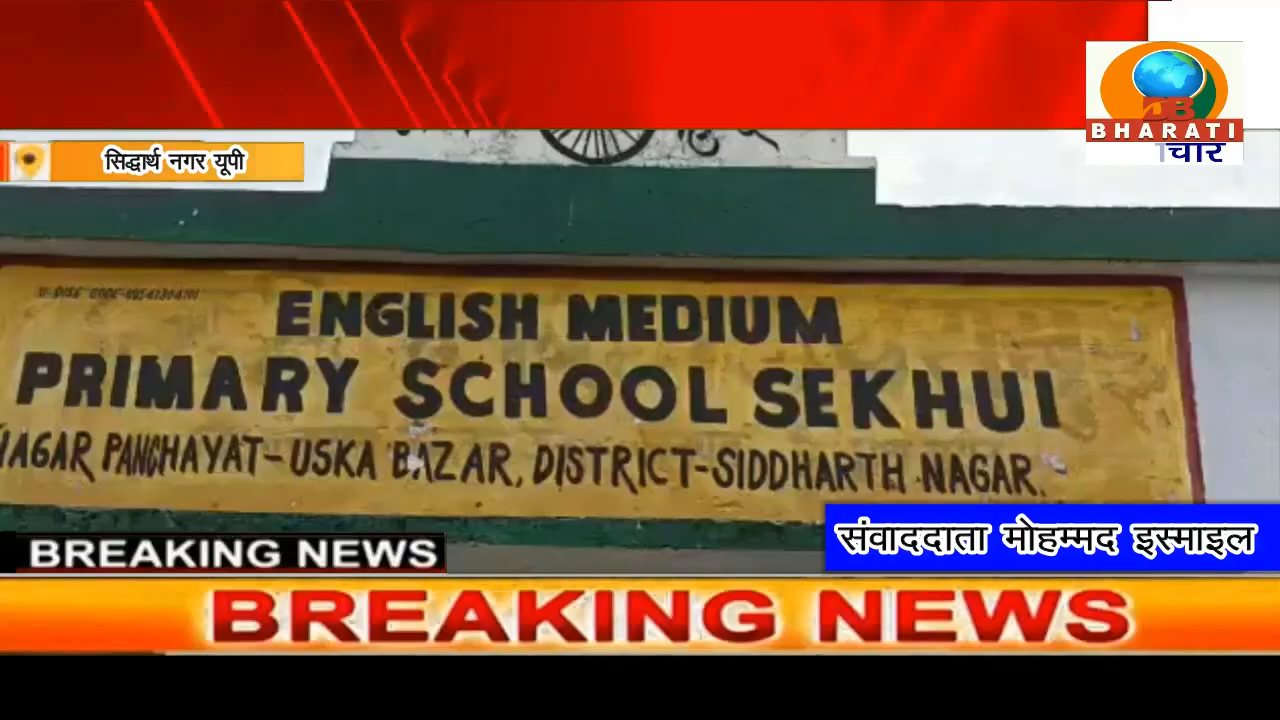 BHARATI
चार
सिद्धार्थ नगर यूपी
ENGLISH MEDIUM
PRIMARY SCHOOL SEKHUI
NAGAR PANCHAYAT-USKA BAZAR, DISTRICT-SIDDHARTH NAGAR.
संवाददाता मोहम्मद इस्माइल
BREAKING NEWS
BREAKING NEWS